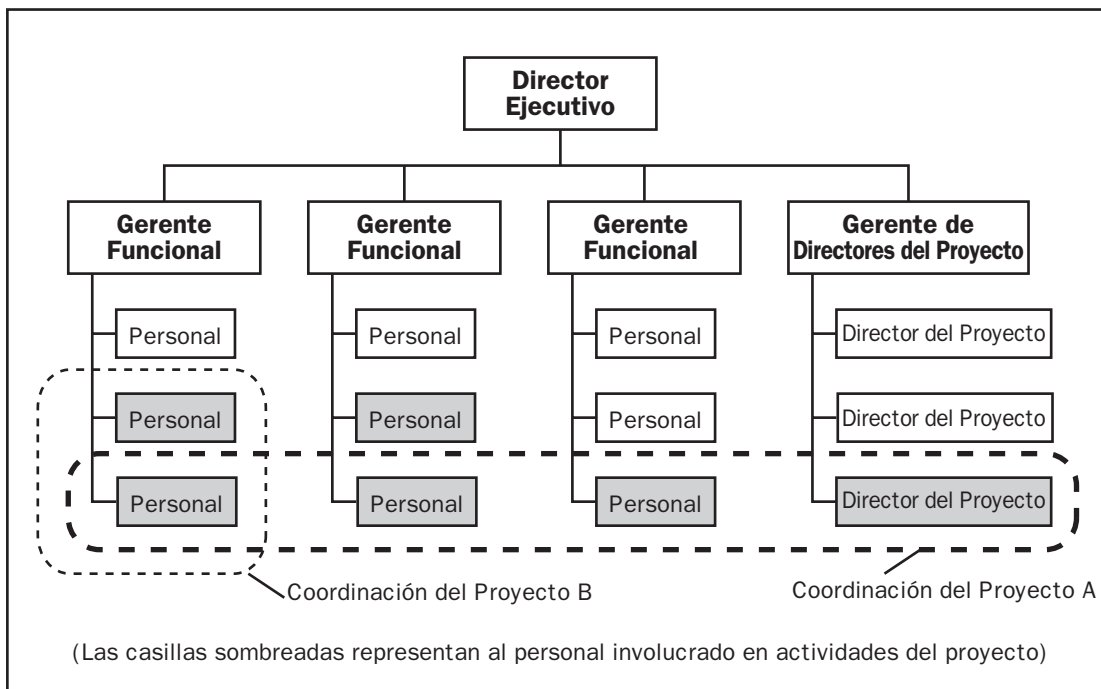 Director
Ejecutivo
Gerente
Funcional
Gerente
Funcional
Gerente
Funcional
Gerente de
Directores del Proyecto
Personal
Personal
Personal
Director del Proyecto
Personal
Personal
Personal
Director del Proyecto
Personal
Personal
Personal
Director del Proyecto
Coordinación del Proyecto B
Coordinación del Proyecto A
(Las casillas sombreadas representan al personal involucrado en actividades del proyecto)